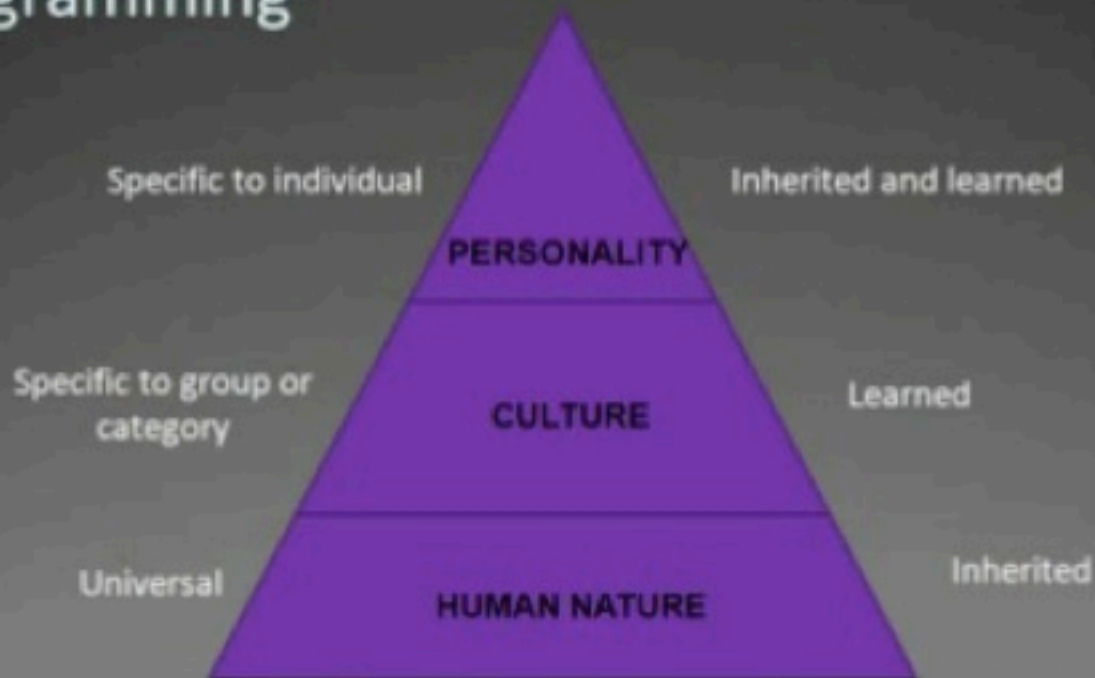 Specific to individual
Inherited and learned
PERSONALITY
Specific to group or
category
CULTURE
Learned
Universal
HUMAN NATURE
Inherited